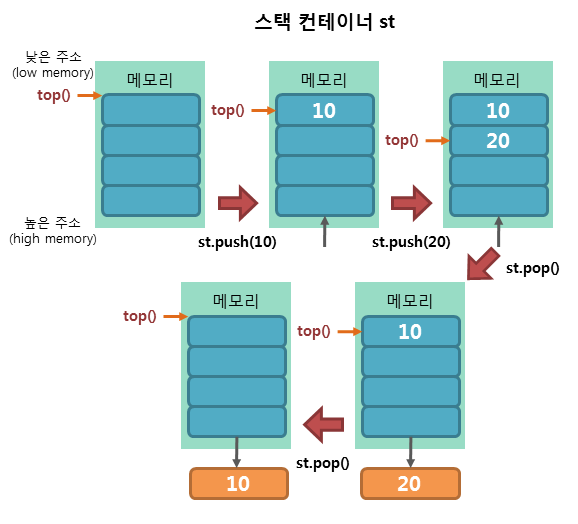 스택 컨테이너 st
낮은 주소
(low memory)
메모리
메모리
메모리
top()
top()
10
10
top()
20
높은 주소
(high memory)
st.push(10)
st.push(20)
st.pop()
메모리
메모리
top()
top()
10
st.pop()
10
20